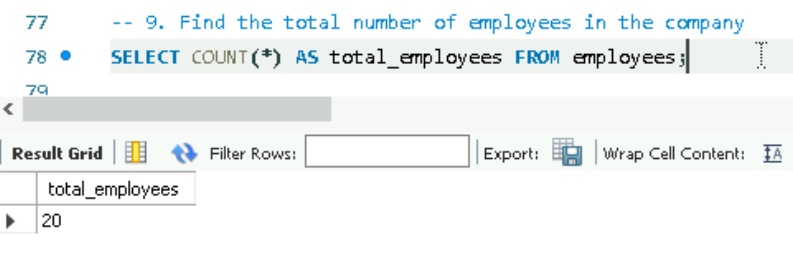 77 -- 9. Find the total number of employees in the company
78 SELECT COUNT(*) AS total_employees FROM employees;
79
Result Grid Filter Rows: Export: Wrap Cell Content:
total_employees
20